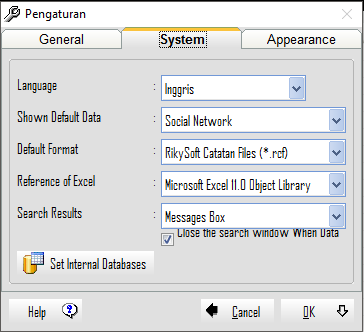 Pengaturan
General System Appearance
Language : Inggris
Shown Default Data : Social Network
Default Format : RikySoft Catatan Files (*.rcf)
Reference of Excel : Microsoft Excel 11.0 Object Library
Search Results : Messages Box
Close the search window When Data
Set Internal Databases
Help Cancel OK